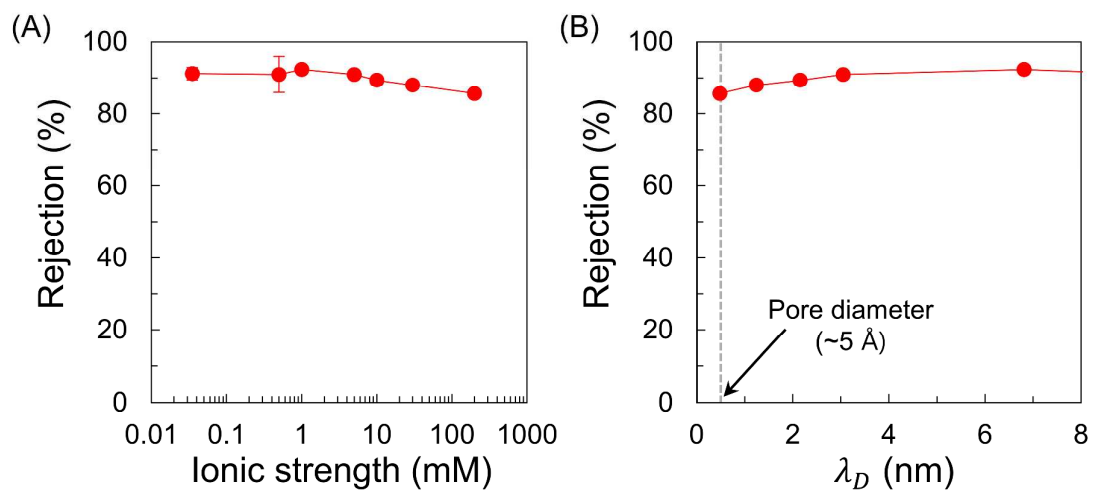 (A)
100
80
60
40
20
0
Rejection (%)
0.01 0.1 1 10 100 1000
Ionic strength (mM)
(B)
100
80
60
40
20
0
Rejection (%)
Pore diameter
(~5 Å)
0 2 4 6 8
λ_D (nm)